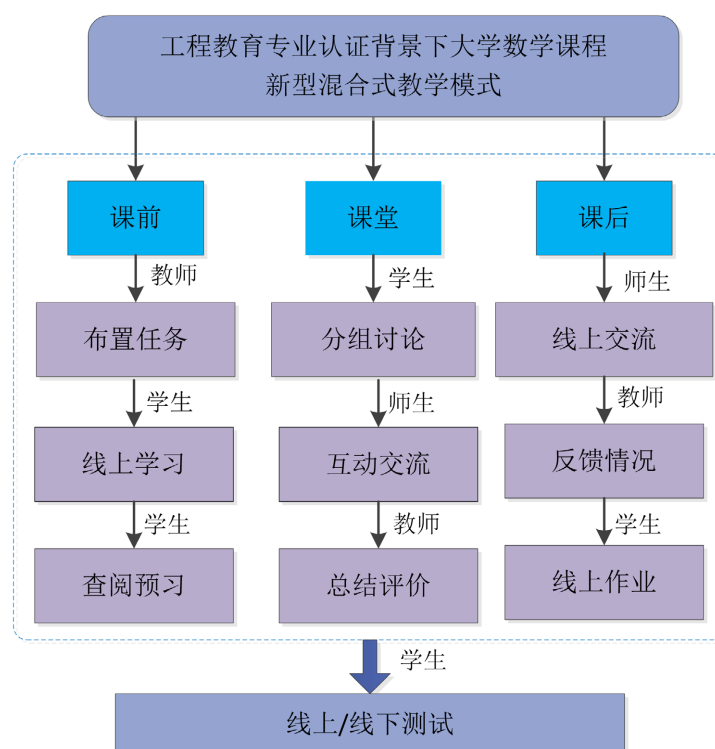 工程教育专业认证背景下大学数学课程
新型混合式教学模式
课前
课堂
课后
教师
学生
师生
布置任务
分组讨论
线上交流
学生
师生
教师
线上学习
互动交流
反馈情况
学生
教师
学生
查阅预习
总结评价
线上作业
学生
线上/线下测试